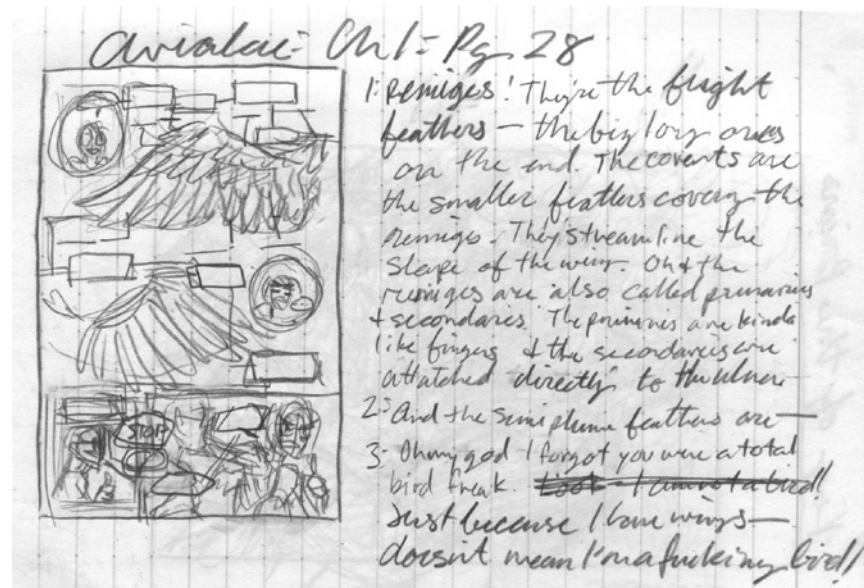 Avialae - Ch 1 - Pg. 28
1: Remiges! They're the flight
feathers — the big long ones
on the end. The coverts are
the smaller feathers covering the
remiges. They streamline the
shape of the wing. Oh & the
remiges are also called primaries
+ secondaries. The primaries are kinda
like fingers & the secondaries are
attatched directly to the ulna.
2: And the semiplume feathers are —
3: Oh my god I forgot you were a total
bird freak. Look - I am not a bird!
Just because I have wings —
doesn't mean I'm a fucking bird!!
STOP